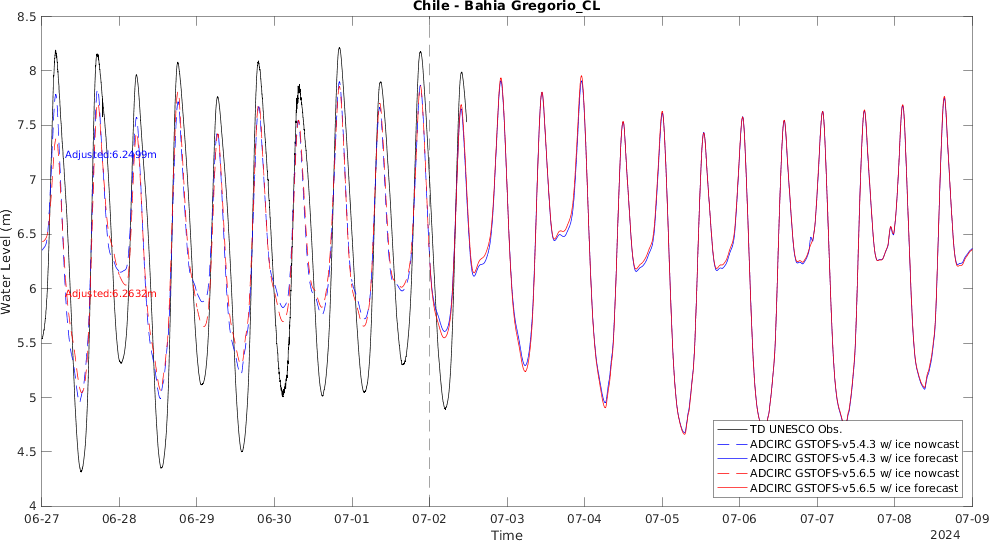 Chile - Bahia Gregorio_CL
8.5
8
7.5
7
6.5
6
5.5
5
4.5
4
Water Level (m)
Adjusted:6.2499m
Adjusted:6.2632m
TD UNESCO Obs.
ADCIRC GSTOFS-v5.4.3 w/ ice nowcast
ADCIRC GSTOFS-v5.4.3 w/ ice forecast
ADCIRC GSTOFS-v5.6.5 w/ ice nowcast
ADCIRC GSTOFS-v5.6.5 w/ ice forecast
06-27 06-28 06-29 06-30 07-01 07-02 07-03 07-04 07-05 07-06 07-07 07-08 07-09
Time
2024